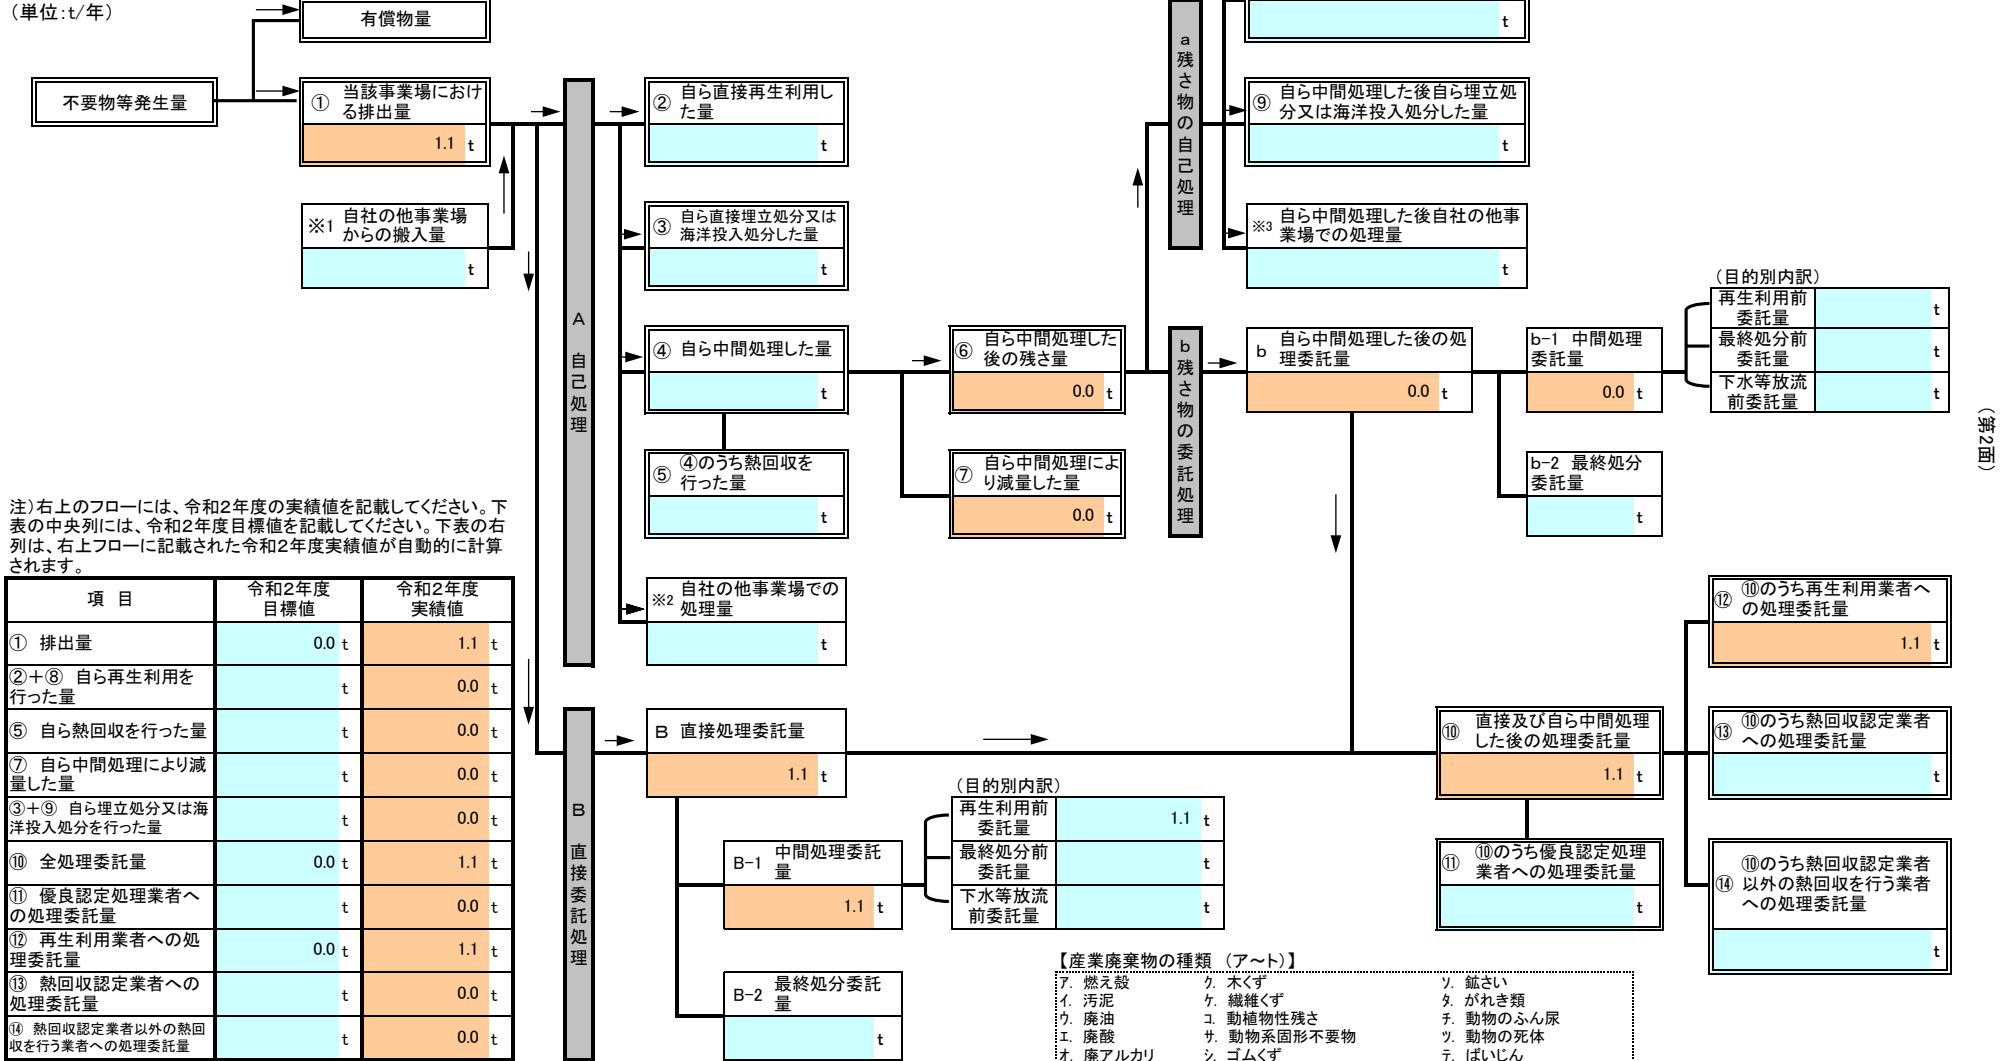 (単位:t/年)
有償物量
t
不要物等発生量
① 当該事業場におけ
る排出量
1.1 t
※1 自社の他事業場
からの搬入量
t
A 自己処理
② 自ら直接再生利用し
た量
t
③ 自ら直接埋立処分又は
海洋投入処分した量
t
④ 自ら中間処理した量
t
⑤ ④のうち熱回収を
行った量
t
※2 自社の他事業場での
処理量
t
⑥ 自ら中間処理した
後の残さ量
0.0 t
⑦ 自ら中間処理によ
り減量した量
0.0 t
a 残さ物の自己処理
⑨ 自ら中間処理した後自ら埋立処
分又は海洋投入処分した量
t
※3 自ら中間処理した後自社の他事
業場での処理量
t
b 残さ物の委託処理
b 自ら中間処理した後の処
理委託量
0.0 t
b-1 中間処理
委託量
0.0 t
b-2 最終処分
委託量
t
(目的別内訳)
再生利用前
委託量 t
最終処分前
委託量 t
下水等放流
前委託量 t
(第2面)
注)右上のフローには、令和2年度の実績値を記載してください。下
表の中央列には、令和2年度目標値を記載してください。下表の右
列は、右上フローに記載された令和2年度実績値が自動的に計算
されます。
項 目 令和2年度
目標値 令和2年度
実績値
① 排出量 0.0 t 1.1 t
②+⑧ 自ら再生利用を
行った量 t 0.0 t
⑤ 自ら熱回収を行った量 t 0.0 t
⑦ 自ら中間処理により減
量した量 t 0.0 t
③+⑨ 自ら埋立処分又は海
洋投入処分を行った量 t 0.0 t
⑩ 全処理委託量 0.0 t 1.1 t
⑪ 優良認定処理業者へ
の処理委託量 t 0.0 t
⑫ 再生利用業者への処
理委託量 0.0 t 1.1 t
⑬ 熱回収認定業者への
処理委託量 t 0.0 t
⑭ 熱回収認定業者以外の熱回
収を行う業者への処理委託量 t 0.0 t
B 直接委託処理
B 直接処理委託量
1.1 t
B-1 中間処理委託
量
1.1 t
B-2 最終処分委託
量
t
(目的別内訳)
再生利用前
委託量 1.1 t
最終処分前
委託量 t
下水等放流
前委託量 t
⑩ 直接及び自ら中間処理
した後の処理委託量
1.1 t
⑪ ⑩のうち優良認定処理
業者への処理委託量
t
⑫ ⑩のうち再生利用業者へ
の処理委託量
1.1 t
⑬ ⑩のうち熱回収認定業者
への処理委託量
t
⑭ ⑩のうち熱回収認定業者
以外の熱回収を行う業者
への処理委託量
t
【産業廃棄物の種類 (ア~ト)】
ア. 燃え殻 ク. 木くず ソ. 鉱さい
イ. 汚泥 ケ. 繊維くず タ. がれき類
ウ. 廃油 コ. 動植物性残さ チ. 動物のふん尿
エ. 廃酸 サ. 動物系固形不要物 ツ. 動物の死体
オ. 廃アルカリ シ. ゴムくず テ. ばいじん